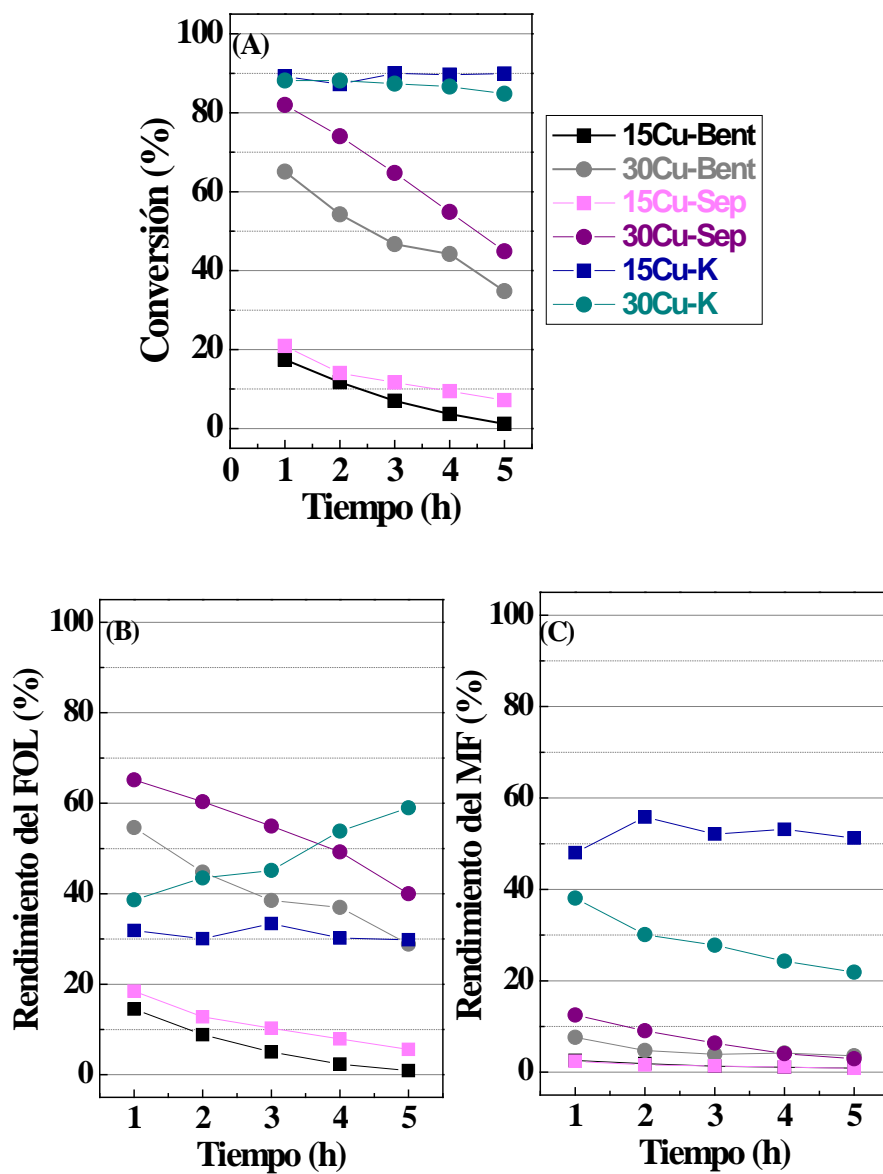 (A)
100
80
60
40
20
0
Conversión (%)
0 1 2 3 4 5
Tiempo (h)
15Cu-Bent
30Cu-Bent
15Cu-Sep
30Cu-Sep
15Cu-K
30Cu-K
(B)
100
80
60
40
20
0
Rendimiento del FOL (%)
1 2 3 4 5
Tiempo (h)
(C)
100
80
60
40
20
0
Rendimiento del MF (%)
1 2 3 4 5
Tiempo (h)